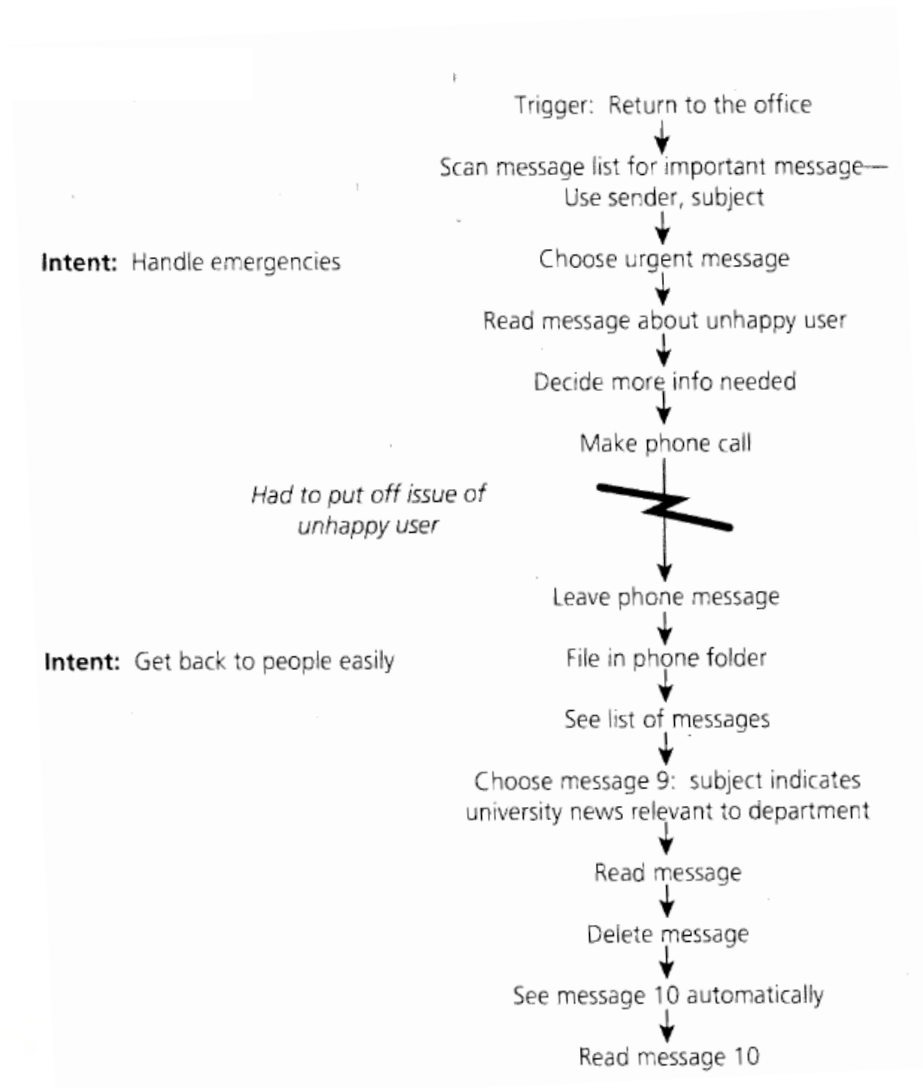 Trigger: Return to the office
Scan message list for important message—
Use sender, subject
Intent: Handle emergencies
Choose urgent message
Read message about unhappy user
Decide more info needed
Make phone call
Had to put off issue of
unhappy user
Leave phone message
Intent: Get back to people easily
File in phone folder
See list of messages
Choose message 9: subject indicates
university news relevant to department
Read message
Delete message
See message 10 automatically
Read message 10